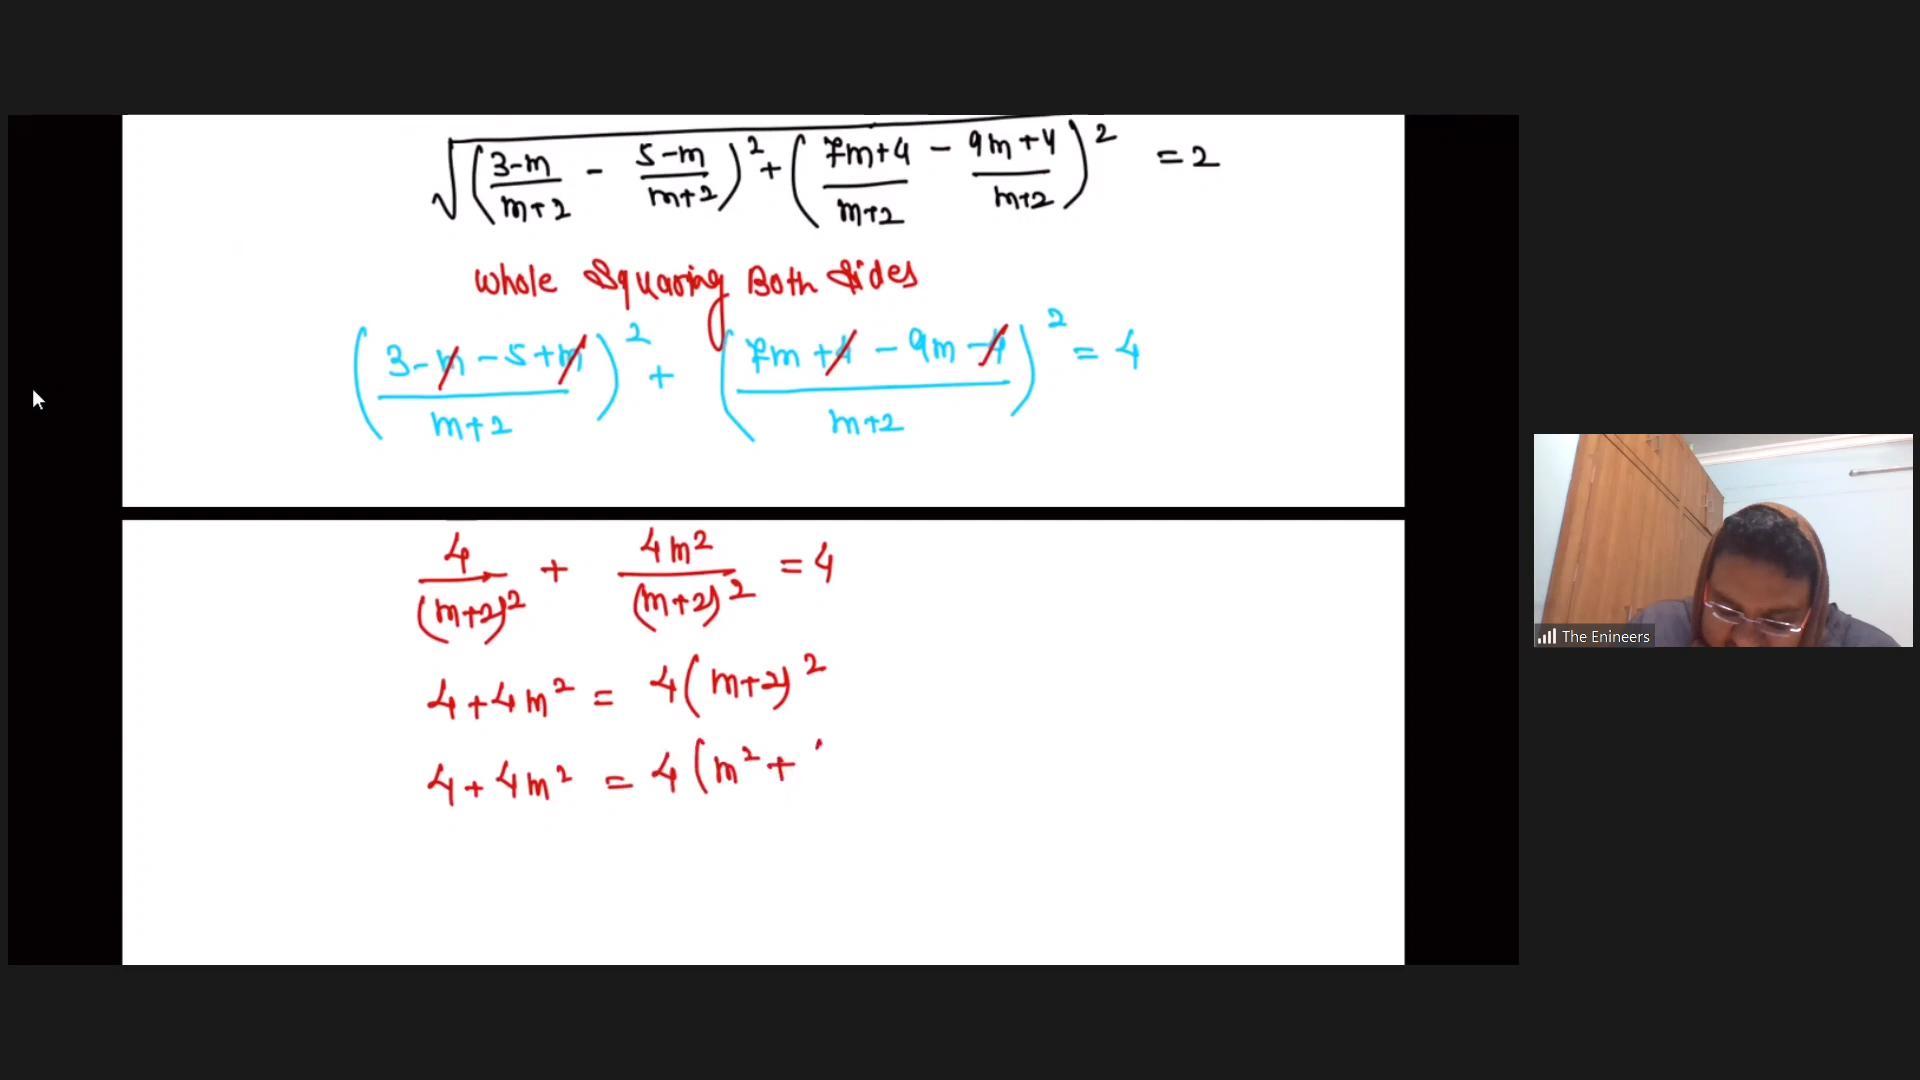 √((3-m)/(m+2) - (5-m)/(m+2))² + ((7m+4)/(m+2) - (9m+4)/(m+2))² = 2
Whole Squaring Both Sides
((3-m-5+m)/(m+2))² + ((7m+4-9m-4)/(m+2))² = 4
4/(m+2)² + 4m²/(m+2)² = 4
4+4m² = 4(m+2)²
4+4m² = 4(m²+
The Enineers